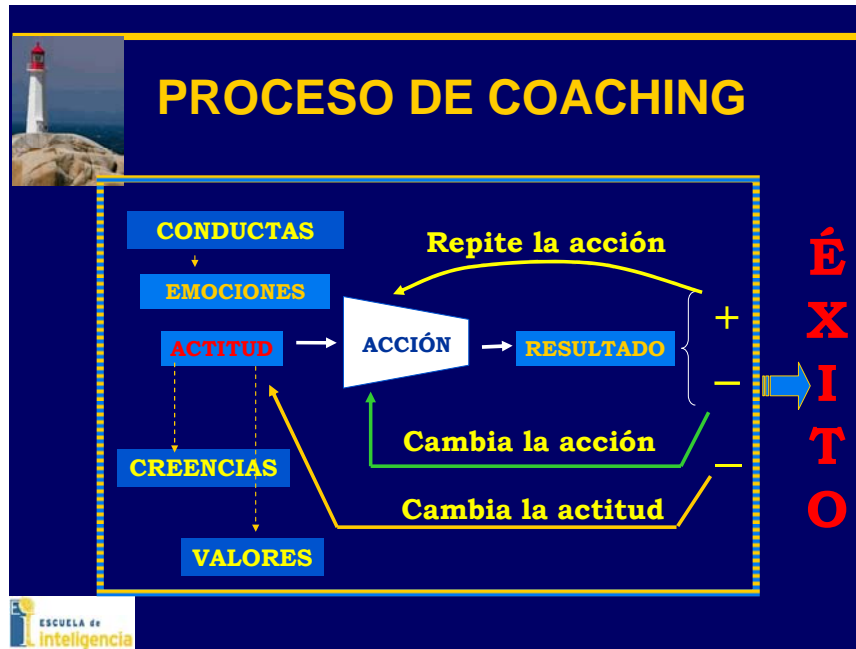 PROCESO DE COACHING
CONDUCTAS
Repite la acción
EMOCIONES
+
ACTITUD
ACCIÓN
RESULTADO
–
Cambia la acción
CREENCIAS
–
Cambia la actitud
VALORES
ÉXITO
ESCUELA de
inteligencia